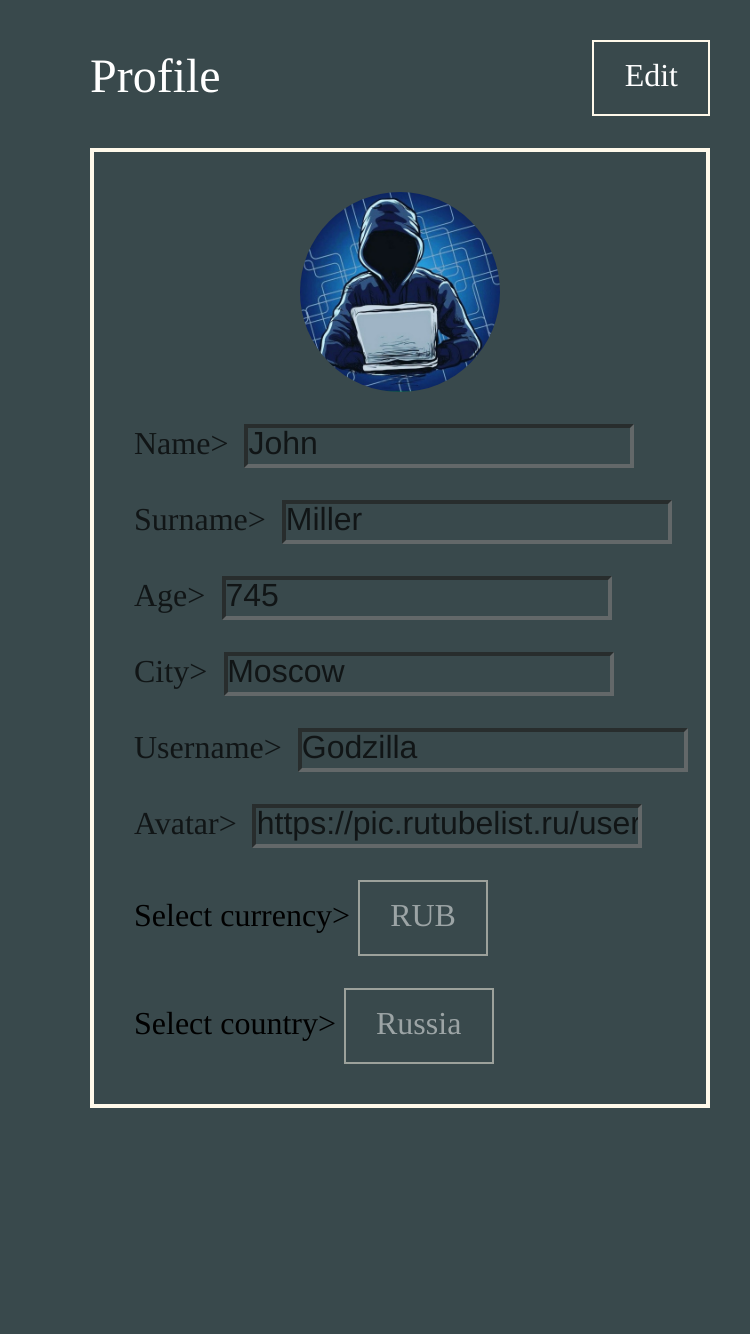 Profile
Edit
Name> John
Surname> Miller
Age> 745
City> Moscow
Username> Godzilla
Avatar> https://pic.rutubelist.ru/user
Select currency> RUB
Select country> Russia